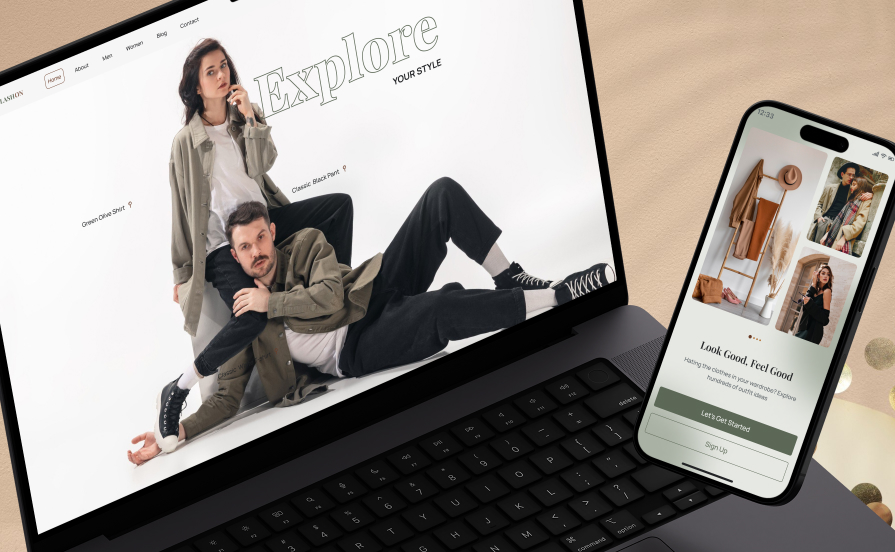 Home
About
Men
Women
Blog
Contact
Explore
YOUR STYLE
Green Olive Shirt
Classic Black Pant
12:33
Look Good, Feel Good
Hating the clothes in your wardrobe? Explore
hundreds of outfit ideas
Let's Get Started
Sign Up
delete
command
option